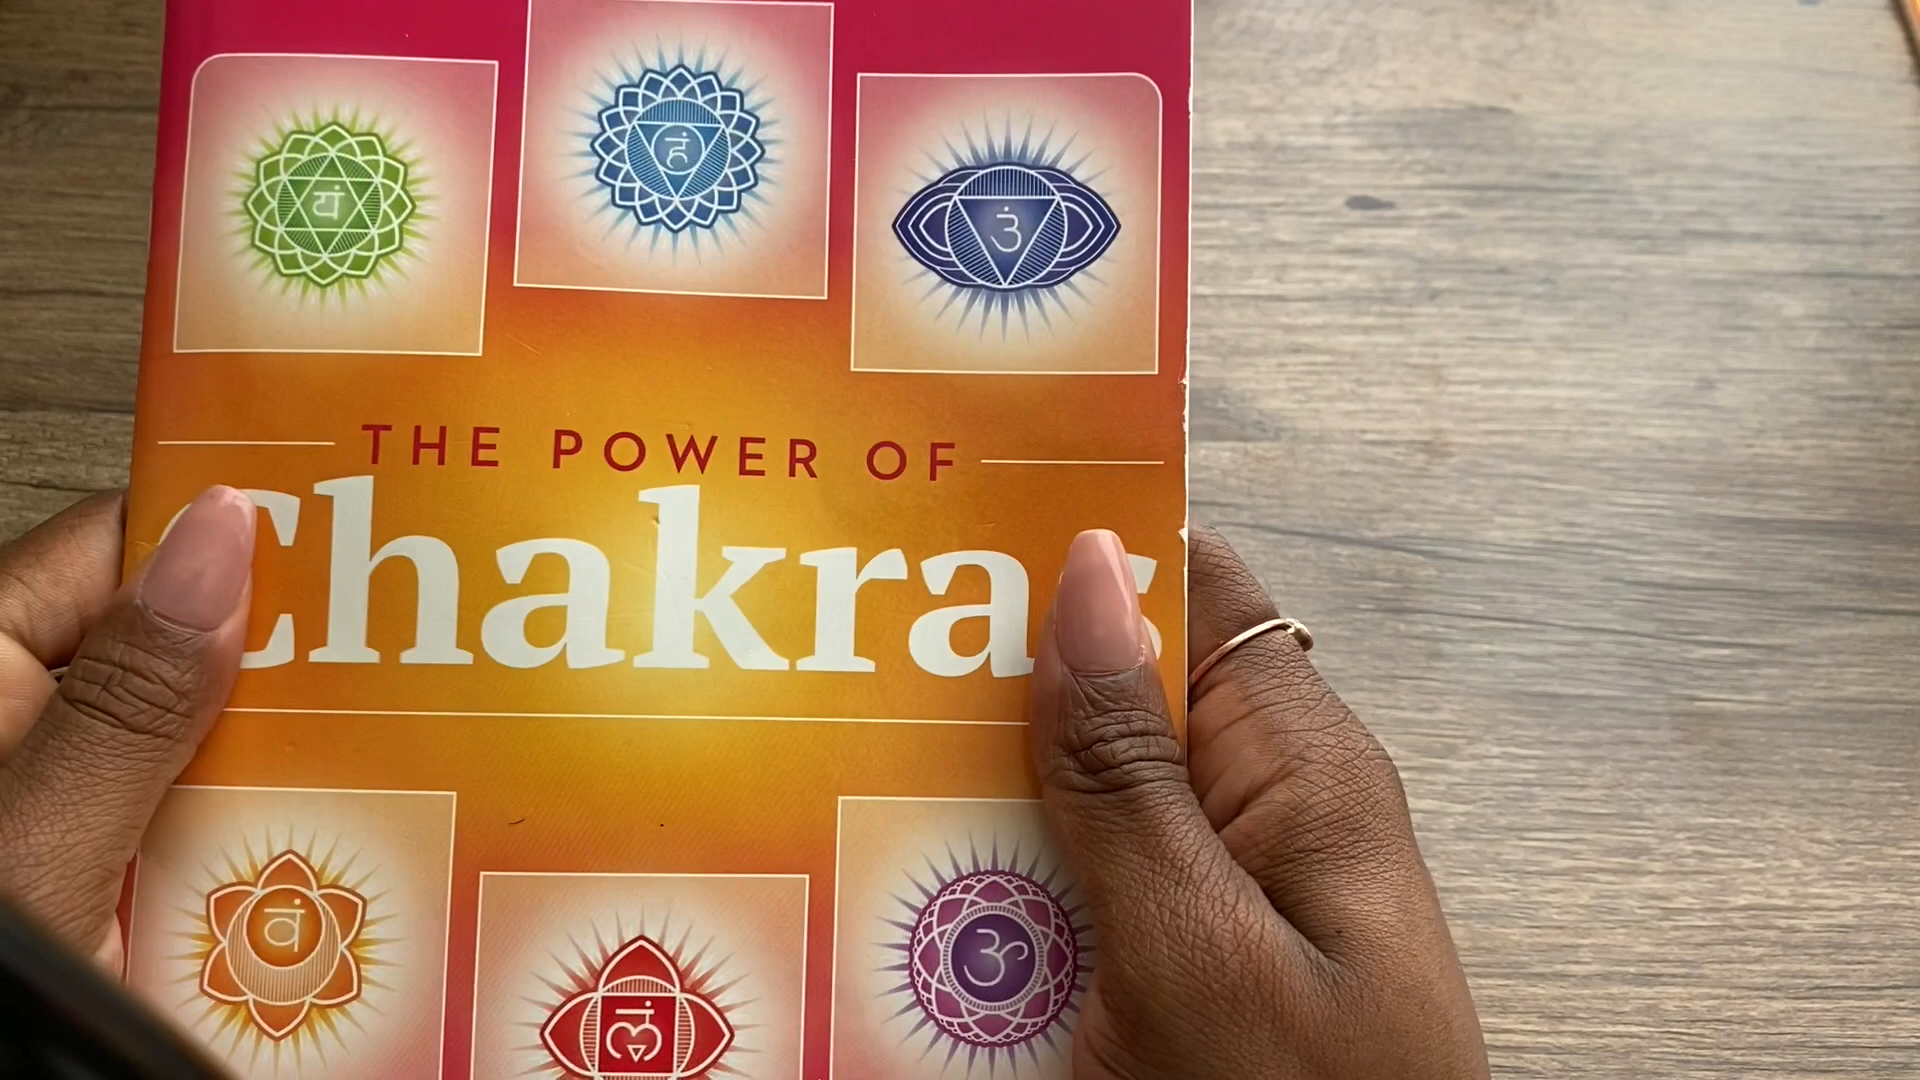 यं
हं
ॐ
THE POWER OF
Chakras
वं
लं
ॐ